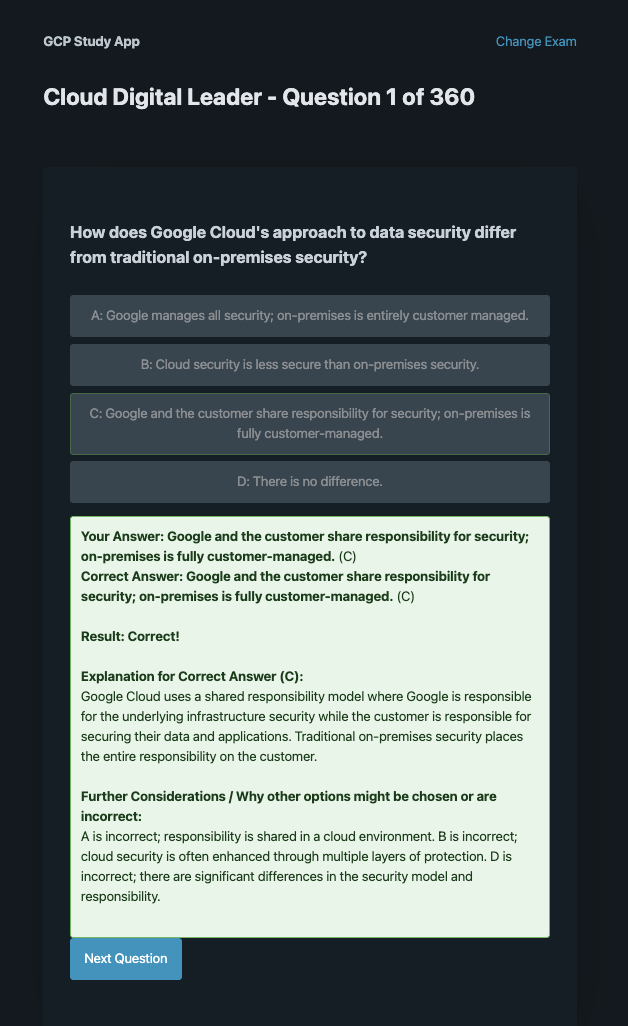 GCP Study App
Change Exam
Cloud Digital Leader - Question 1 of 360
How does Google Cloud's approach to data security differ
from traditional on-premises security?
A: Google manages all security; on-premises is entirely customer managed.
B: Cloud security is less secure than on-premises security.
C: Google and the customer share responsibility for security; on-premises is
fully customer-managed.
D: There is no difference.
Your Answer: Google and the customer share responsibility for security;
on-premises is fully customer-managed. (C)
Correct Answer: Google and the customer share responsibility for
security; on-premises is fully customer-managed. (C)
Result: Correct!
Explanation for Correct Answer (C):
Google Cloud uses a shared responsibility model where Google is responsible
for the underlying infrastructure security while the customer is responsible for
securing their data and applications. Traditional on-premises security places
the entire responsibility on the customer.
Further Considerations / Why other options might be chosen or are
incorrect:
A is incorrect; responsibility is shared in a cloud environment. B is incorrect;
cloud security is often enhanced through multiple layers of protection. D is
incorrect; there are significant differences in the security model and
responsibility.
Next Question